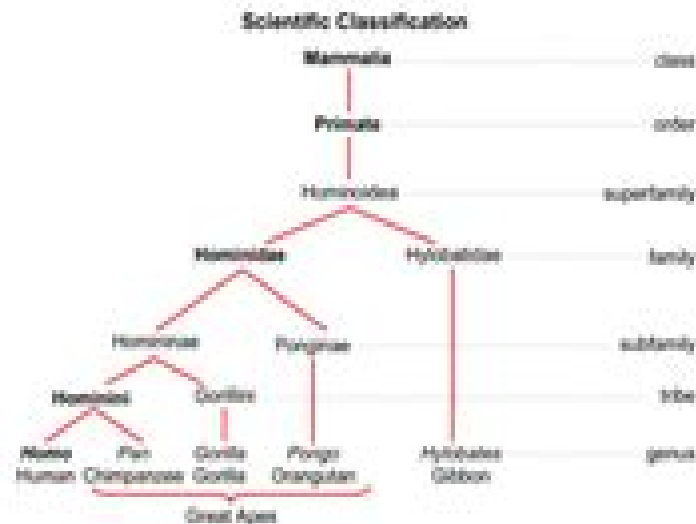 Scientific Classification
Mammalia class
Primate order
Hominoidea superfamily
Hominidae Hylobatidae family
Homininae Ponginae subfamily
Hominini Gorillini tribe
Homo Pan Gorilla Pongo Hylobates genus
Human Chimpanzee Gorilla Orangutan Gibbon
Great Apes